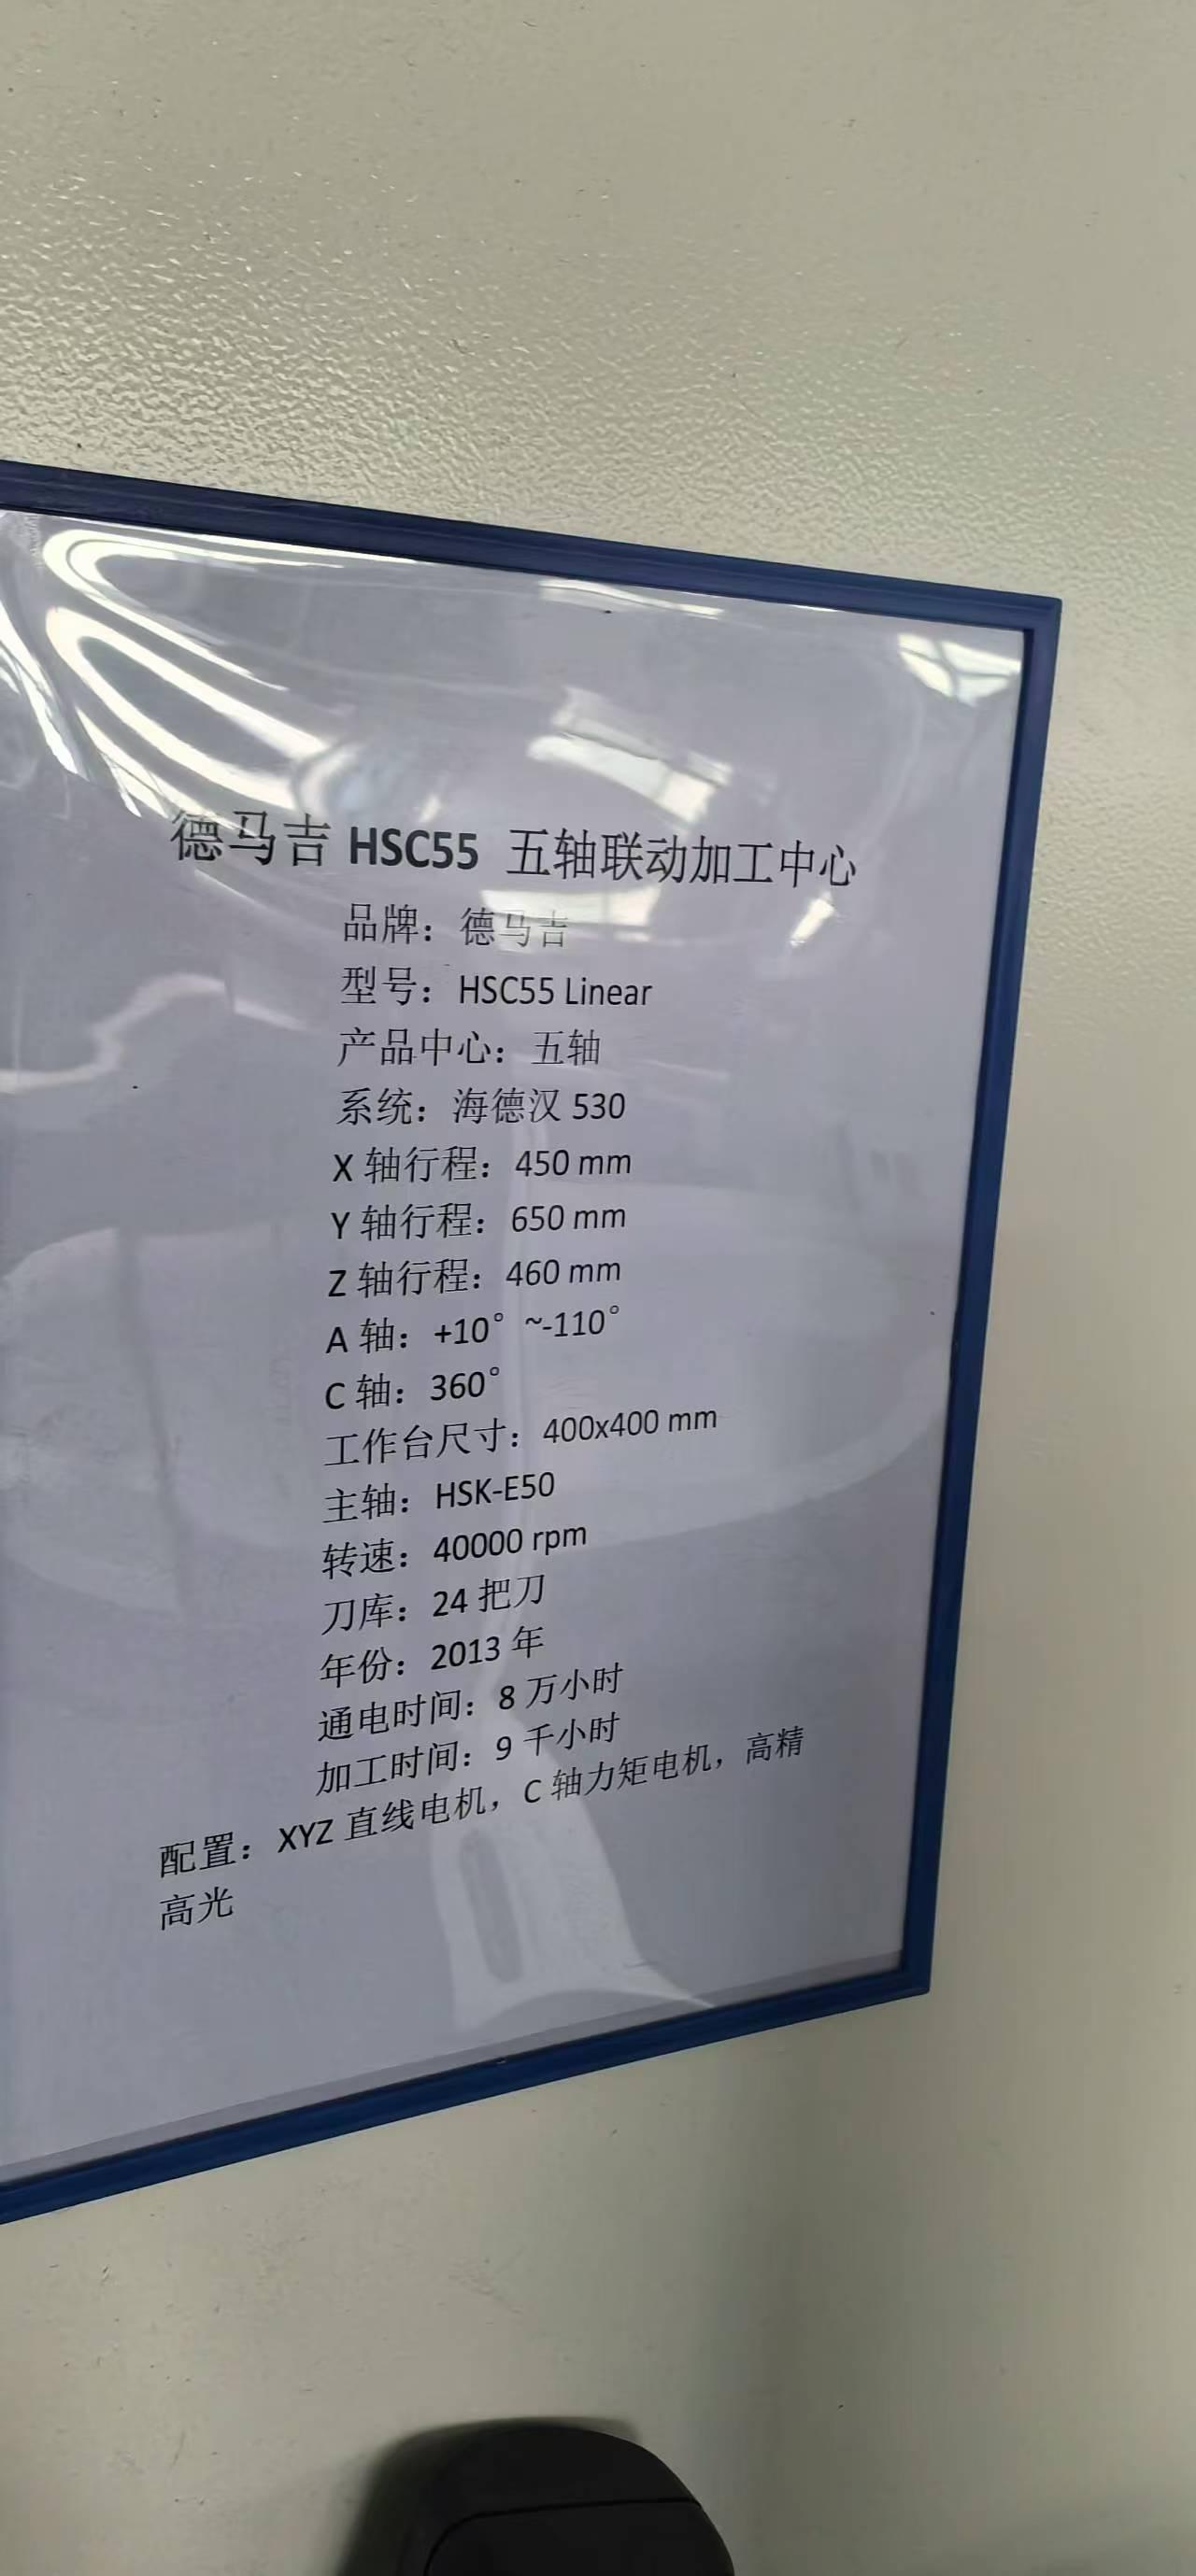 德马吉 HSC55 五轴联动加工中心
品牌：德马吉
型号：HSC55 Linear
产品中心：五轴
系统：海德汉 530
X 轴行程：450 mm
Y 轴行程：650 mm
Z 轴行程：460 mm
A 轴：+10°~-110°
C 轴：360°
工作台尺寸：400x400 mm
主轴：HSK-E50
转速：40000 rpm
刀库：24 把刀
年份：2013 年
通电时间：8 万小时
加工时间：9 千小时
配置：XYZ 直线电机，C 轴力矩电机，高精
高光